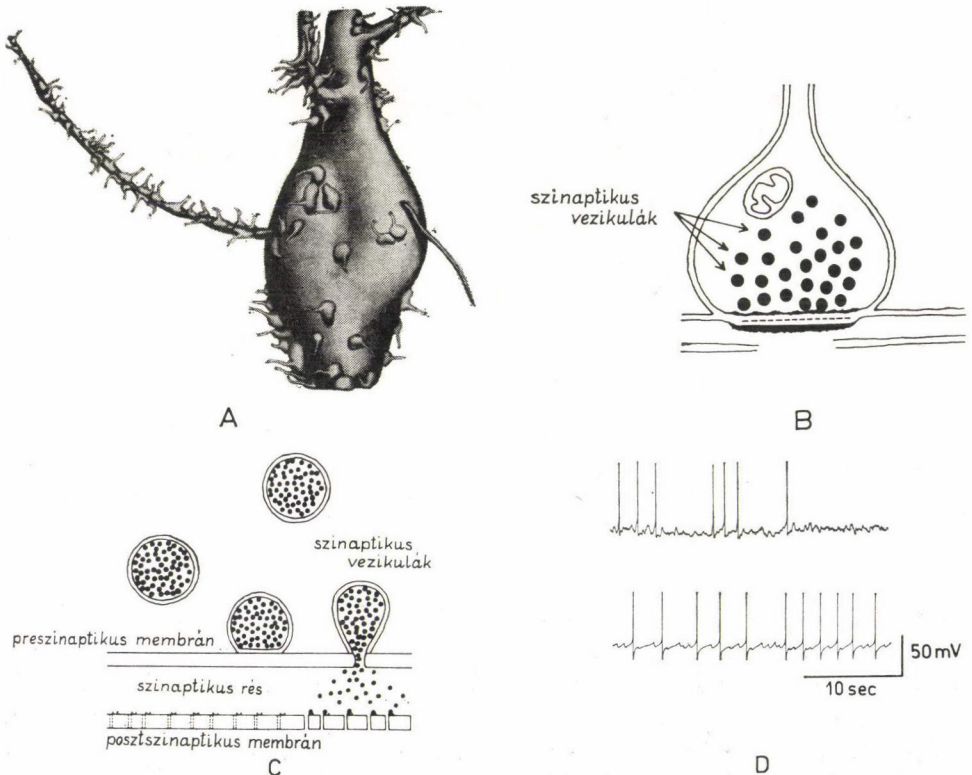 szinaptikus
vezikulák
A
B
szinaptikus
vezikulák
preszinaptikus membrán
szinaptikus rés
posztszinaptikus membrán
C
50 mV
10 sec
D